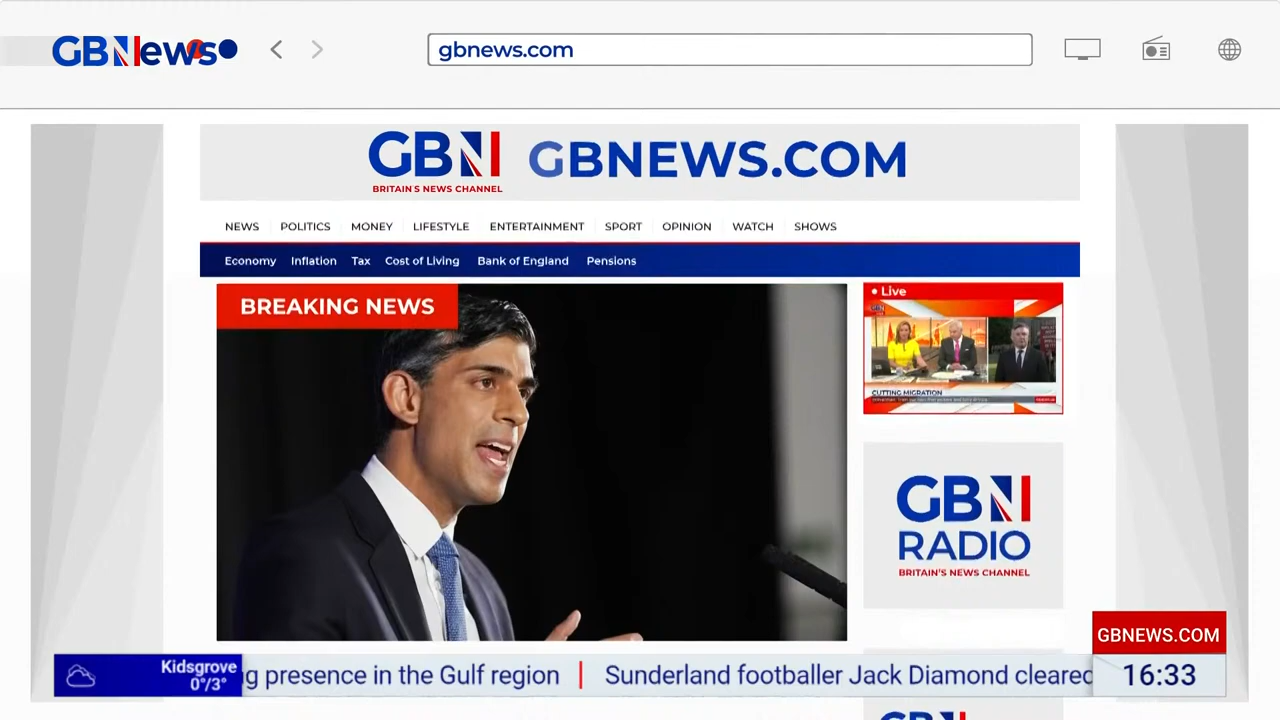 GBNews
gbnews.com
GBN GBNEWS.COM
BRITAIN'S NEWS CHANNEL
NEWS POLITICS MONEY LIFESTYLE ENTERTAINMENT SPORT OPINION WATCH SHOWS
Economy Inflation Tax Cost of Living Bank of England Pensions
BREAKING NEWS
Live
CUTTING MIGRATION
GBN
RADIO
BRITAIN'S NEWS CHANNEL
GBNEWS.COM
Kidsgrove
0°/3°
g presence in the Gulf region | Sunderland footballer Jack Diamond cleared
16:33